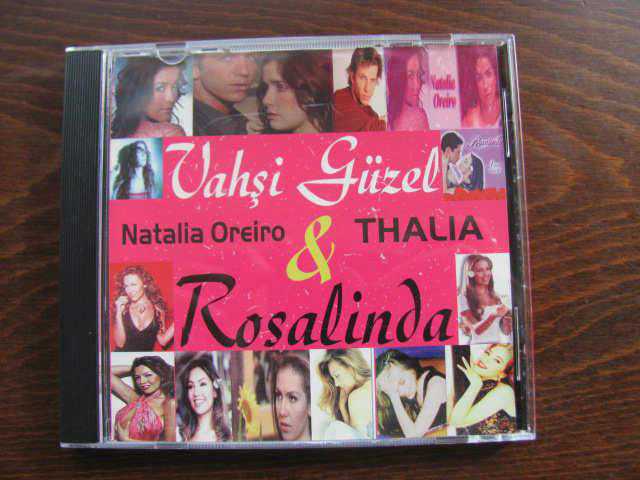 Natalia
Oreiro
Vahşi Güzel
Natalia Oreiro & THALIA
Rosalinda